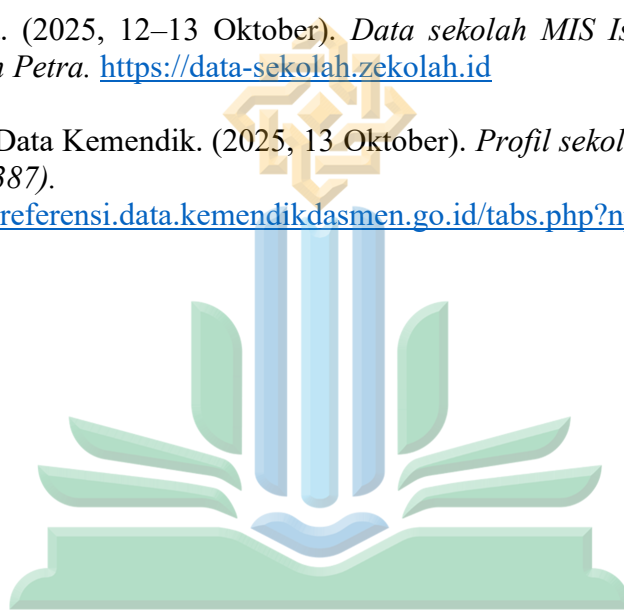 . (2025, 12–13 Oktober). Data sekolah MIS Is
n Petra. https://data-sekolah.zekolah.id
Data Kemendik. (2025, 13 Oktober). Profil sekol
387).
referensi.data.kemendikdasmen.go.id/tabs.php?n